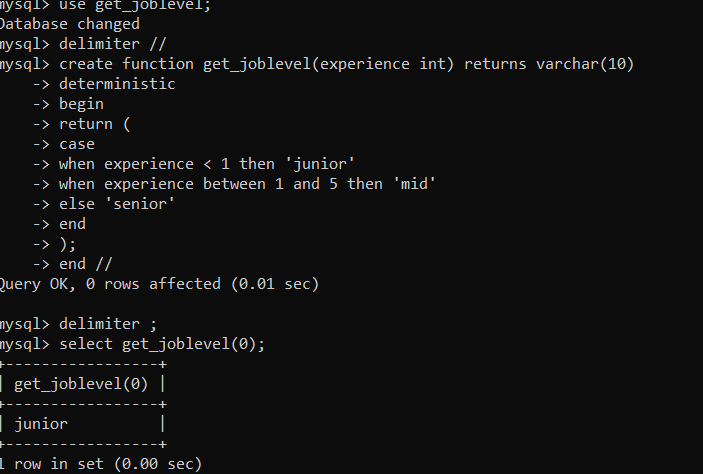 mysql> use get_joblevel;
Database changed
mysql> delimiter //
mysql> create function get_joblevel(experience int) returns varchar(10)
    -> deterministic
    -> begin
    -> return (
    -> case
    -> when experience < 1 then 'junior'
    -> when experience between 1 and 5 then 'mid'
    -> else 'senior'
    -> end
    -> );
    -> end //
Query OK, 0 rows affected (0.01 sec)

mysql> delimiter ;
mysql> select get_joblevel(0);
+-----------------+
| get_joblevel(0) |
+-----------------+
| junior          |
+-----------------+
1 row in set (0.00 sec)